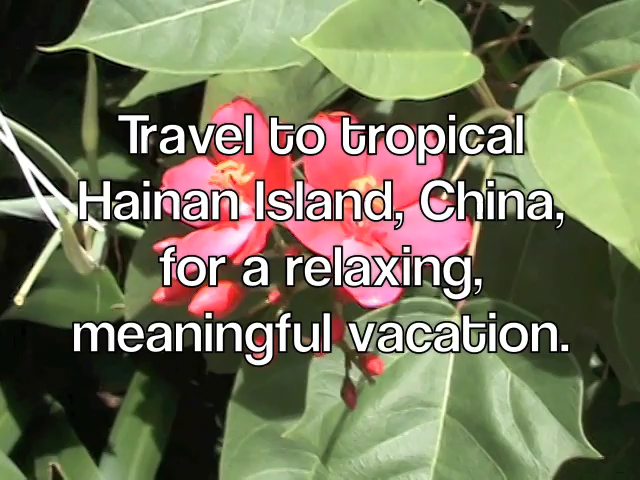 Travel to tropical
Hainan Island, China,
for a relaxing,
meaningful vacation.